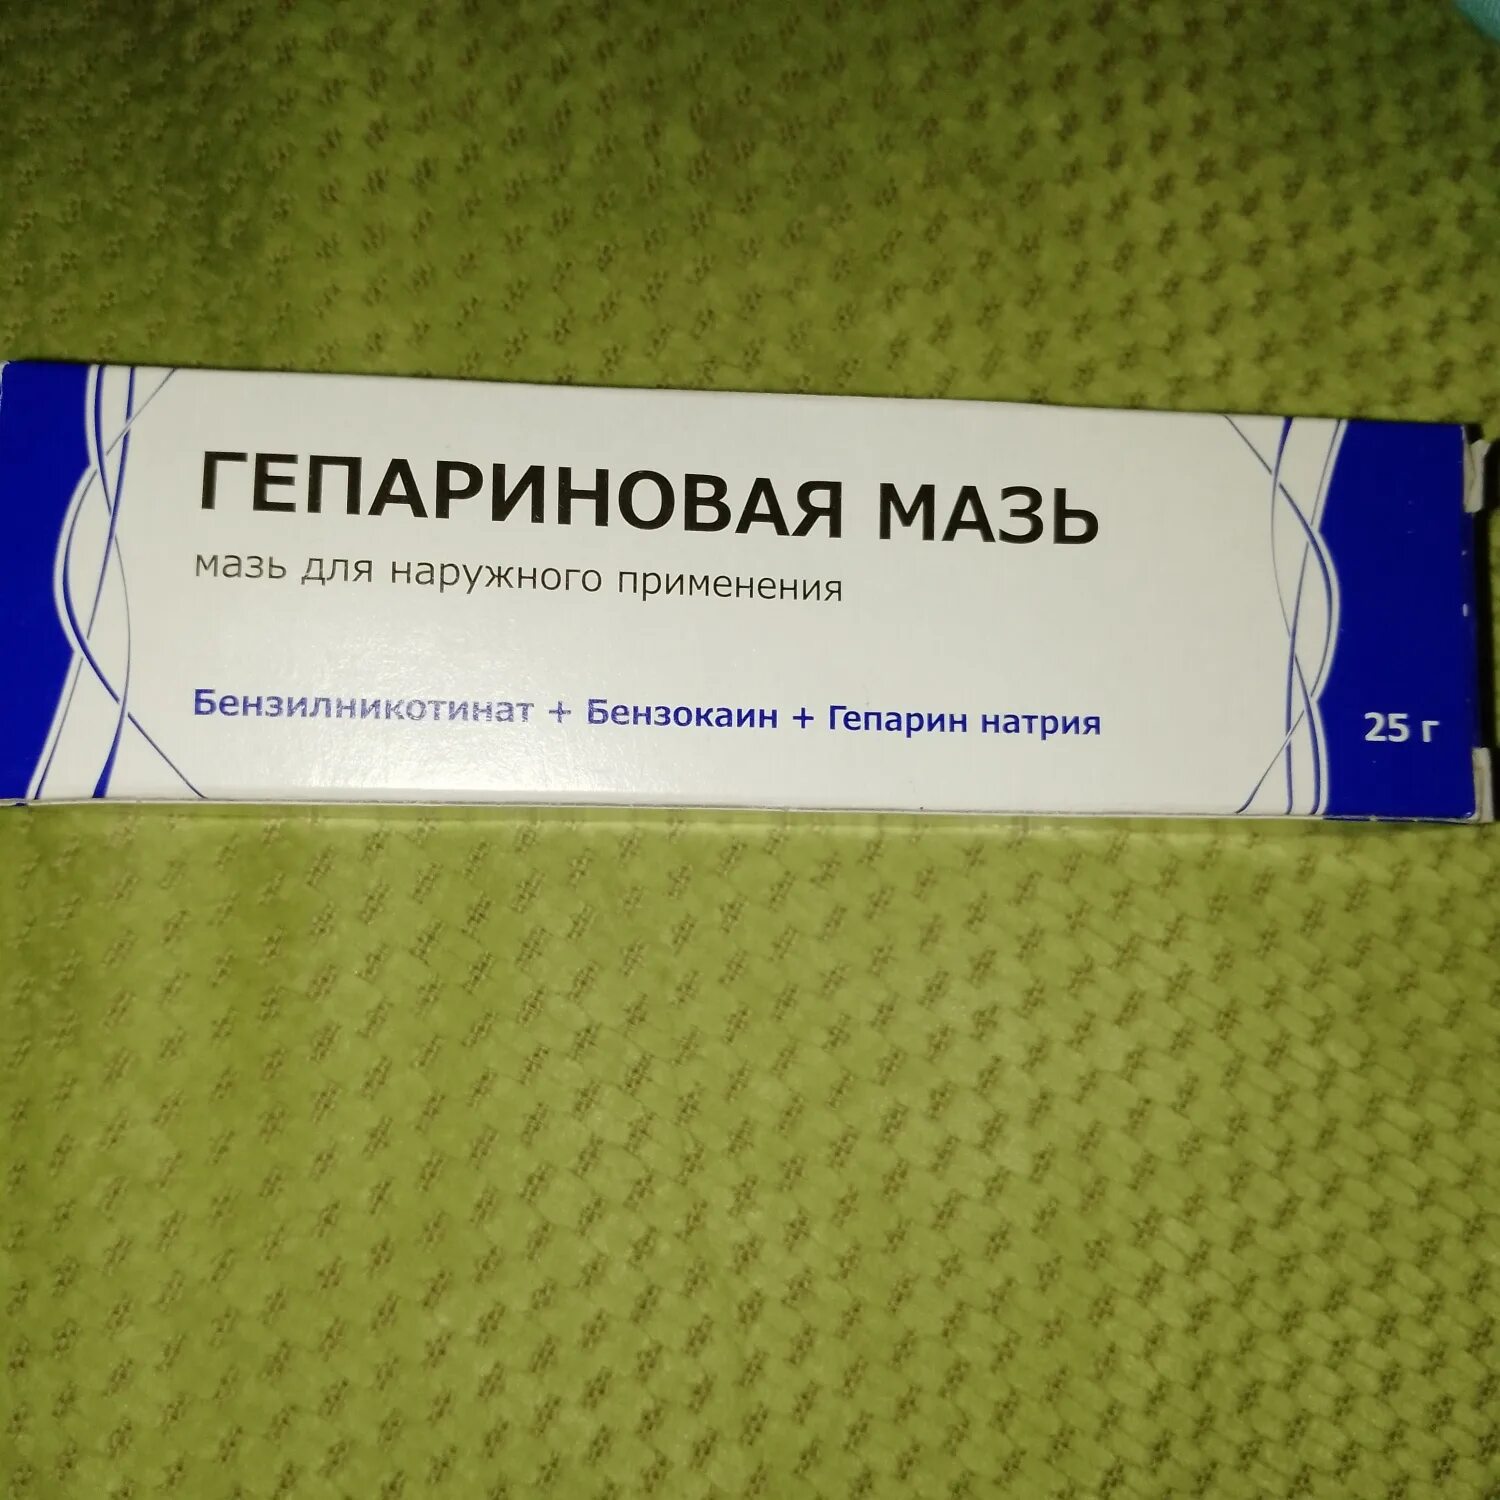 ГЕПАРИНОВАЯ МАЗЬ
мазь для наружного применения
Бензилникотинат + Бензокаин + Гепарин натрия
25 г